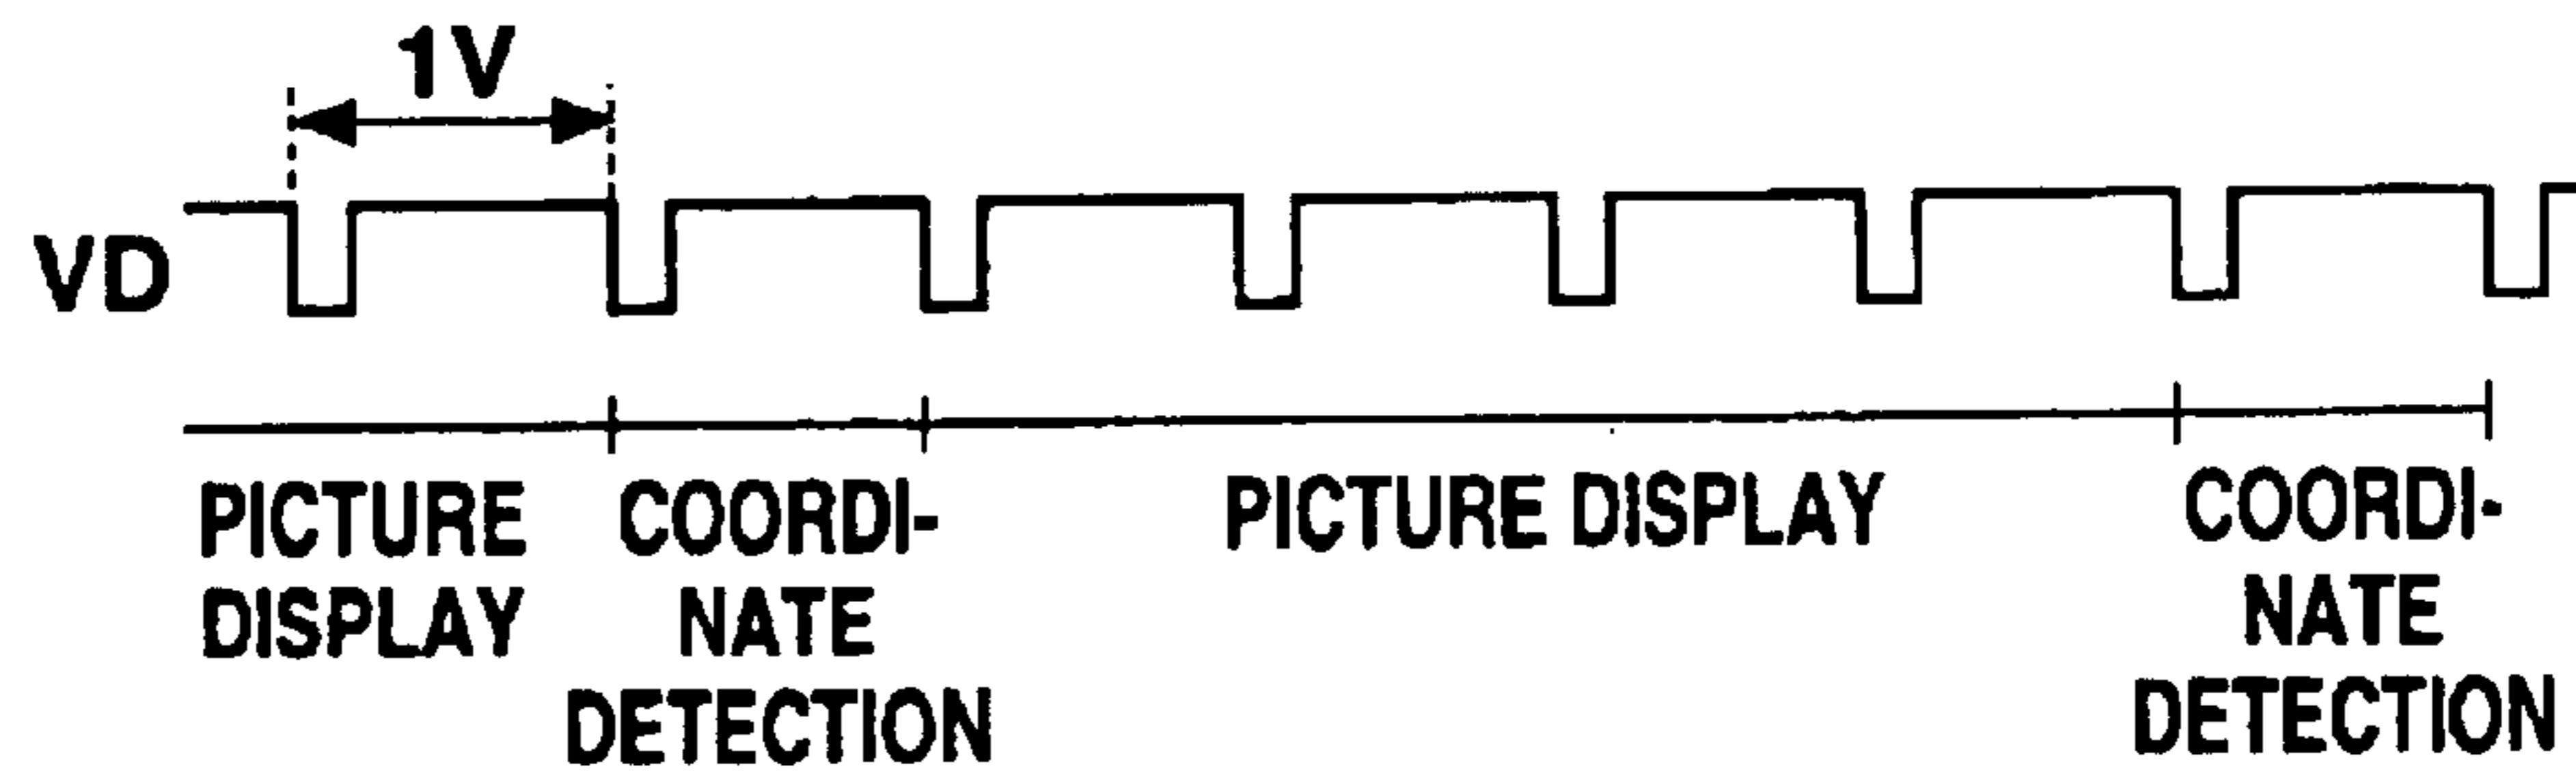 1V
VD
PICTURE
DISPLAY
COORDI-
NATE
DETECTION
PICTURE DISPLAY
COORDI-
NATE
DETECTION